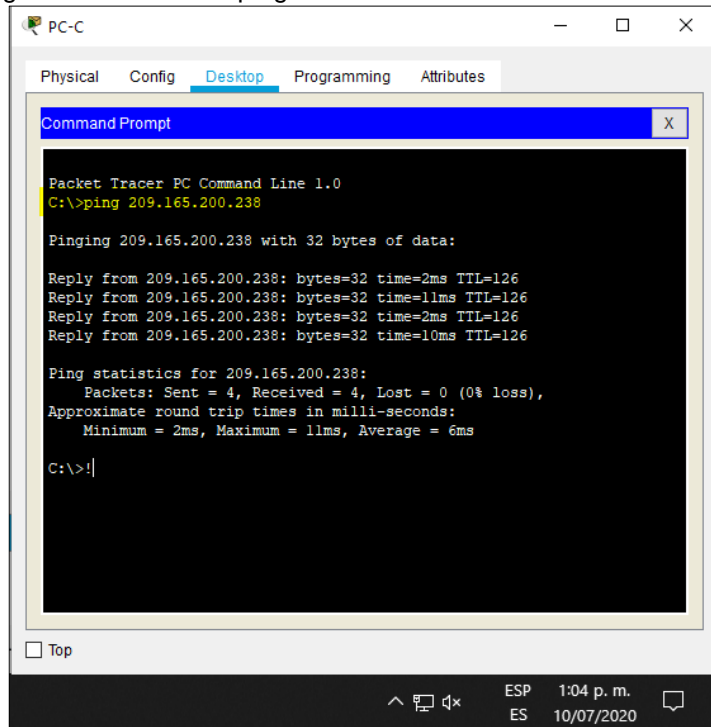 PC-C
Physical Config Desktop Programming Attributes
Command Prompt X
Packet Tracer PC Command Line 1.0
C:\>ping 209.165.200.238
Pinging 209.165.200.238 with 32 bytes of data:
Reply from 209.165.200.238: bytes=32 time=2ms TTL=126
Reply from 209.165.200.238: bytes=32 time=11ms TTL=126
Reply from 209.165.200.238: bytes=32 time=2ms TTL=126
Reply from 209.165.200.238: bytes=32 time=10ms TTL=126
Ping statistics for 209.165.200.238:
Packets: Sent = 4, Received = 4, Lost = 0 (0% loss),
Approximate round trip times in milli-seconds:
Minimum = 2ms, Maximum = 11ms, Average = 6ms
C:\>!
Top
ESP 1:04 p. m.
ES 10/07/2020